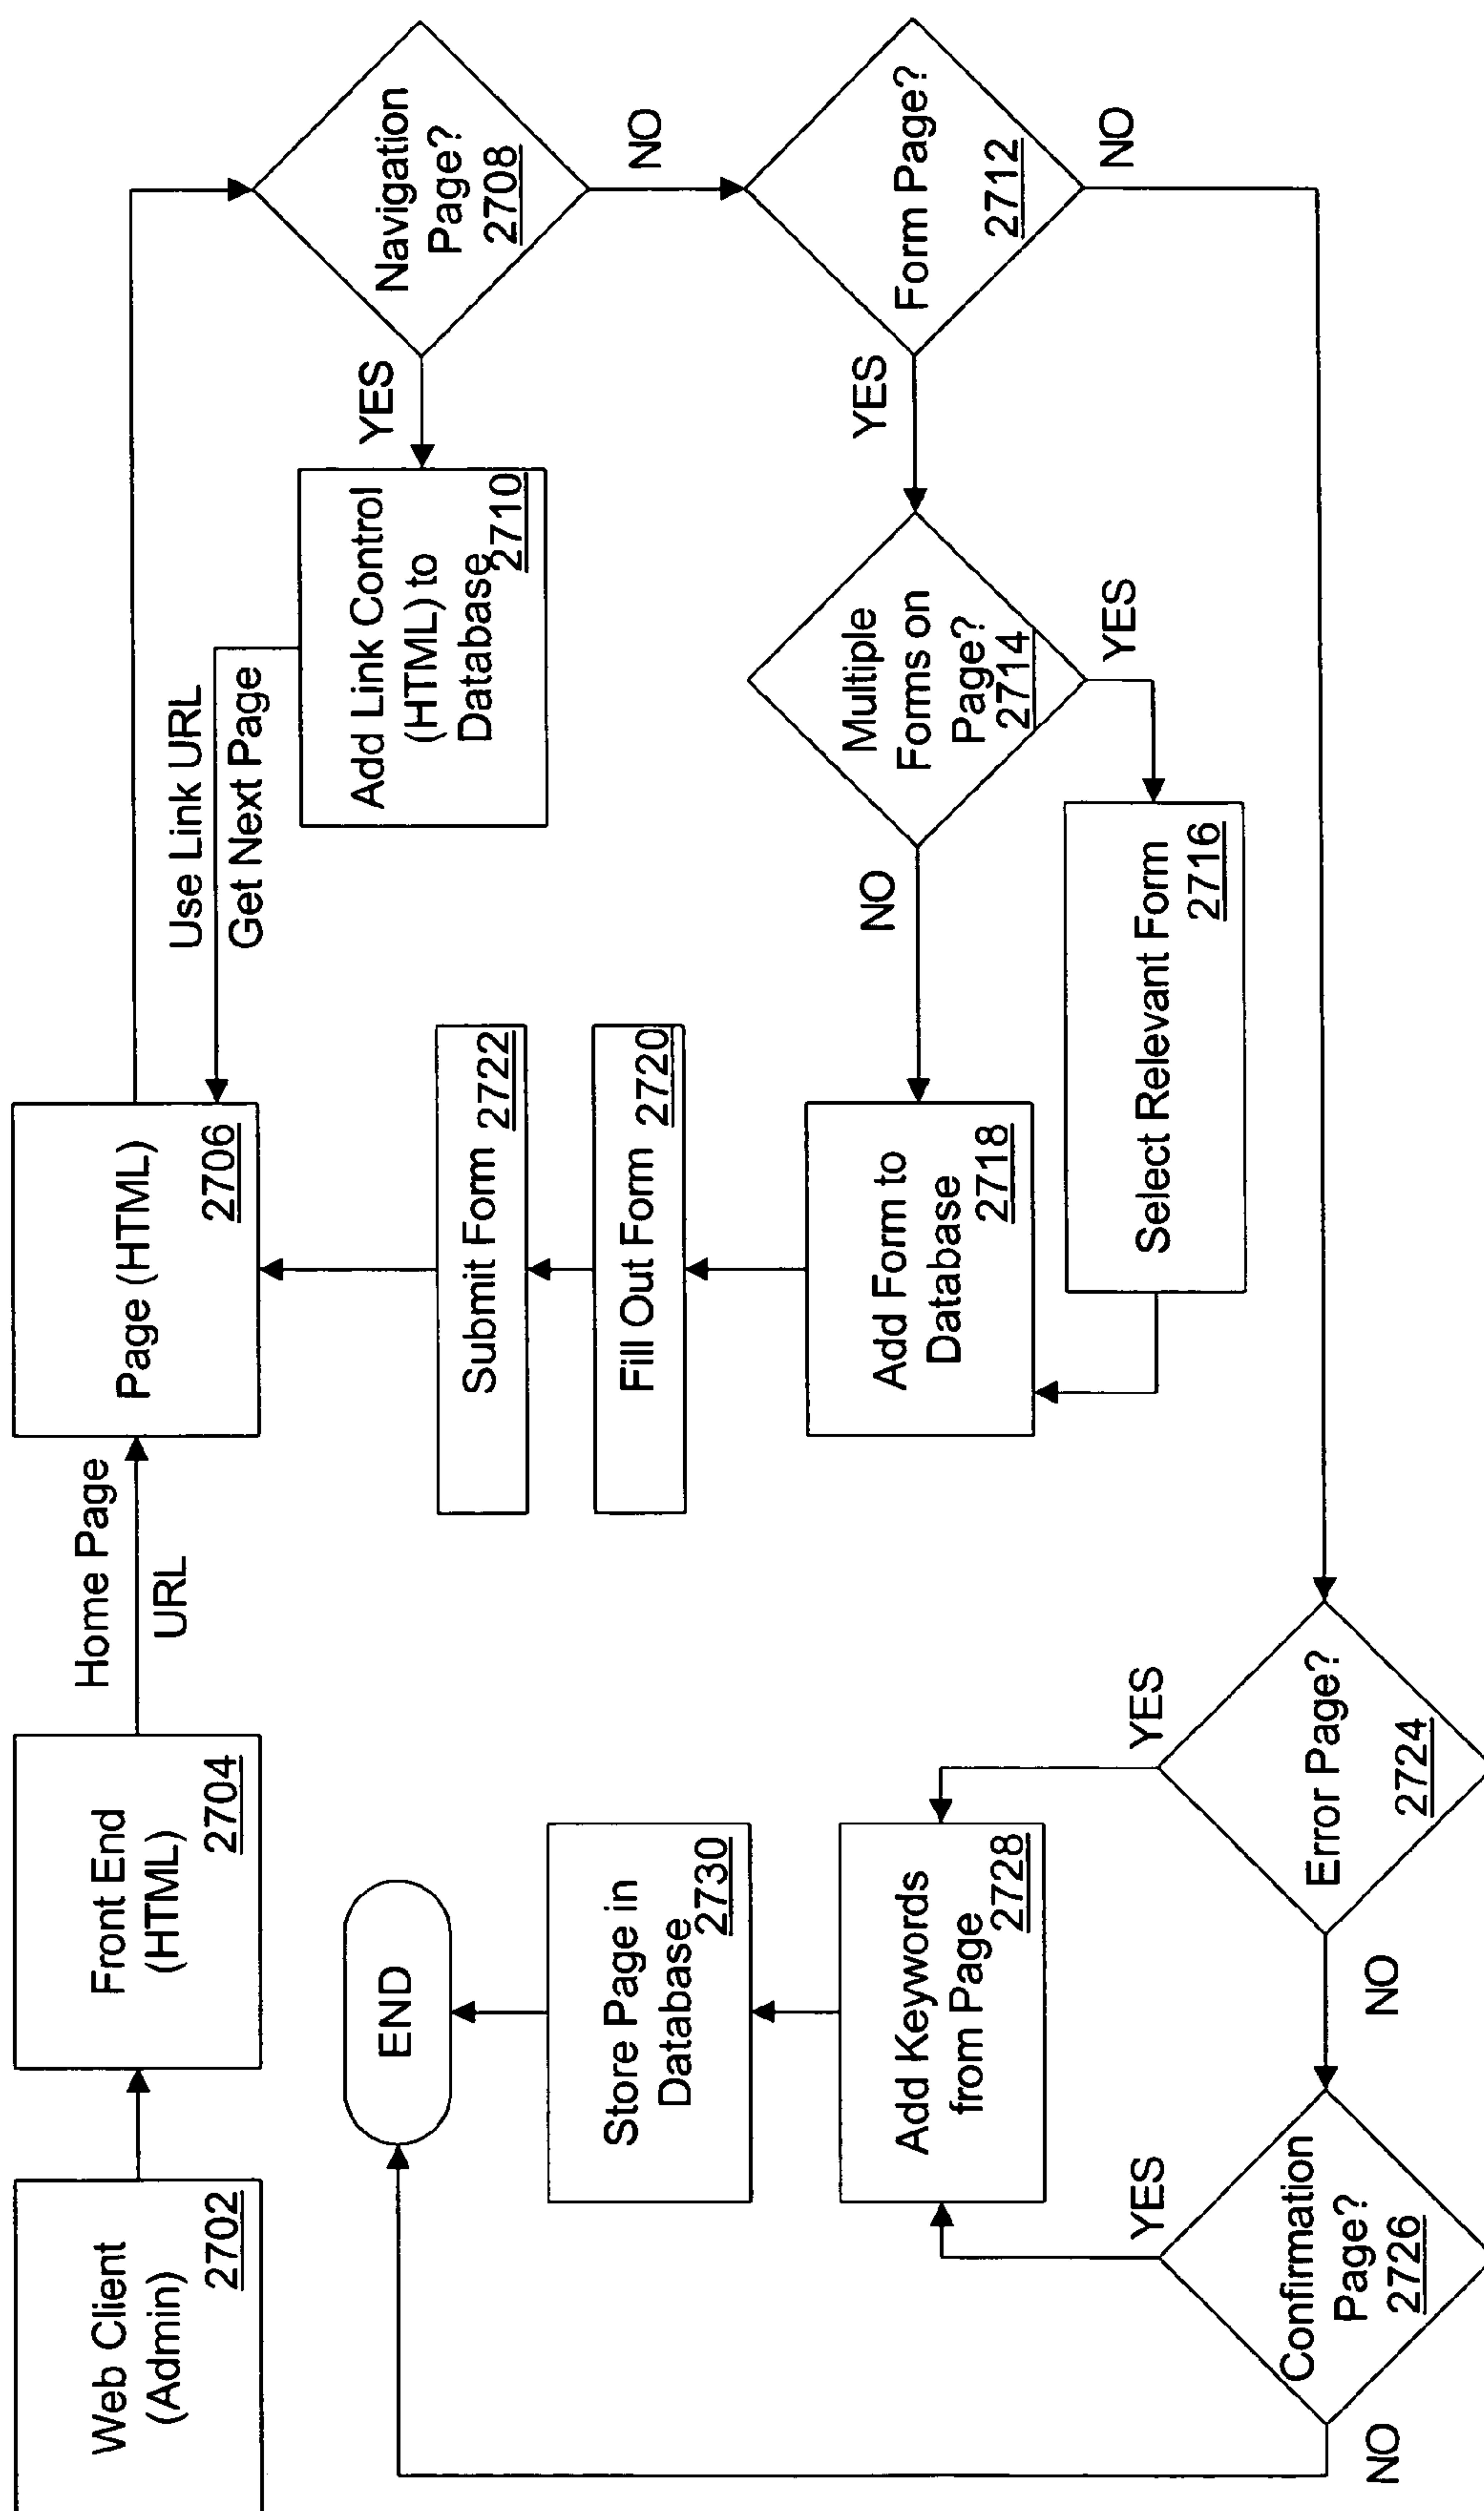 Web Client
(Admin)
2702
Front End
(HTML)
2704
Home Page
URL
Page (HTML)
2706
Use Link URL
Get Next Page
Navigation
Page?
2708
YES
NO
Add Link Control
(HTML) to
Database
2710
Form Page?
2712
YES
NO
Multiple
Forms on
Page?
2714
NO
YES
Select Relevant Form
2716
Add Form to
Database
2718
Fill Out Form 2720
Submit Form 2722
Error Page?
2724
YES
NO
Confirmation
Page?
2726
YES
NO
Add Keywords
from Page
2728
Store Page in
Database
2730
END